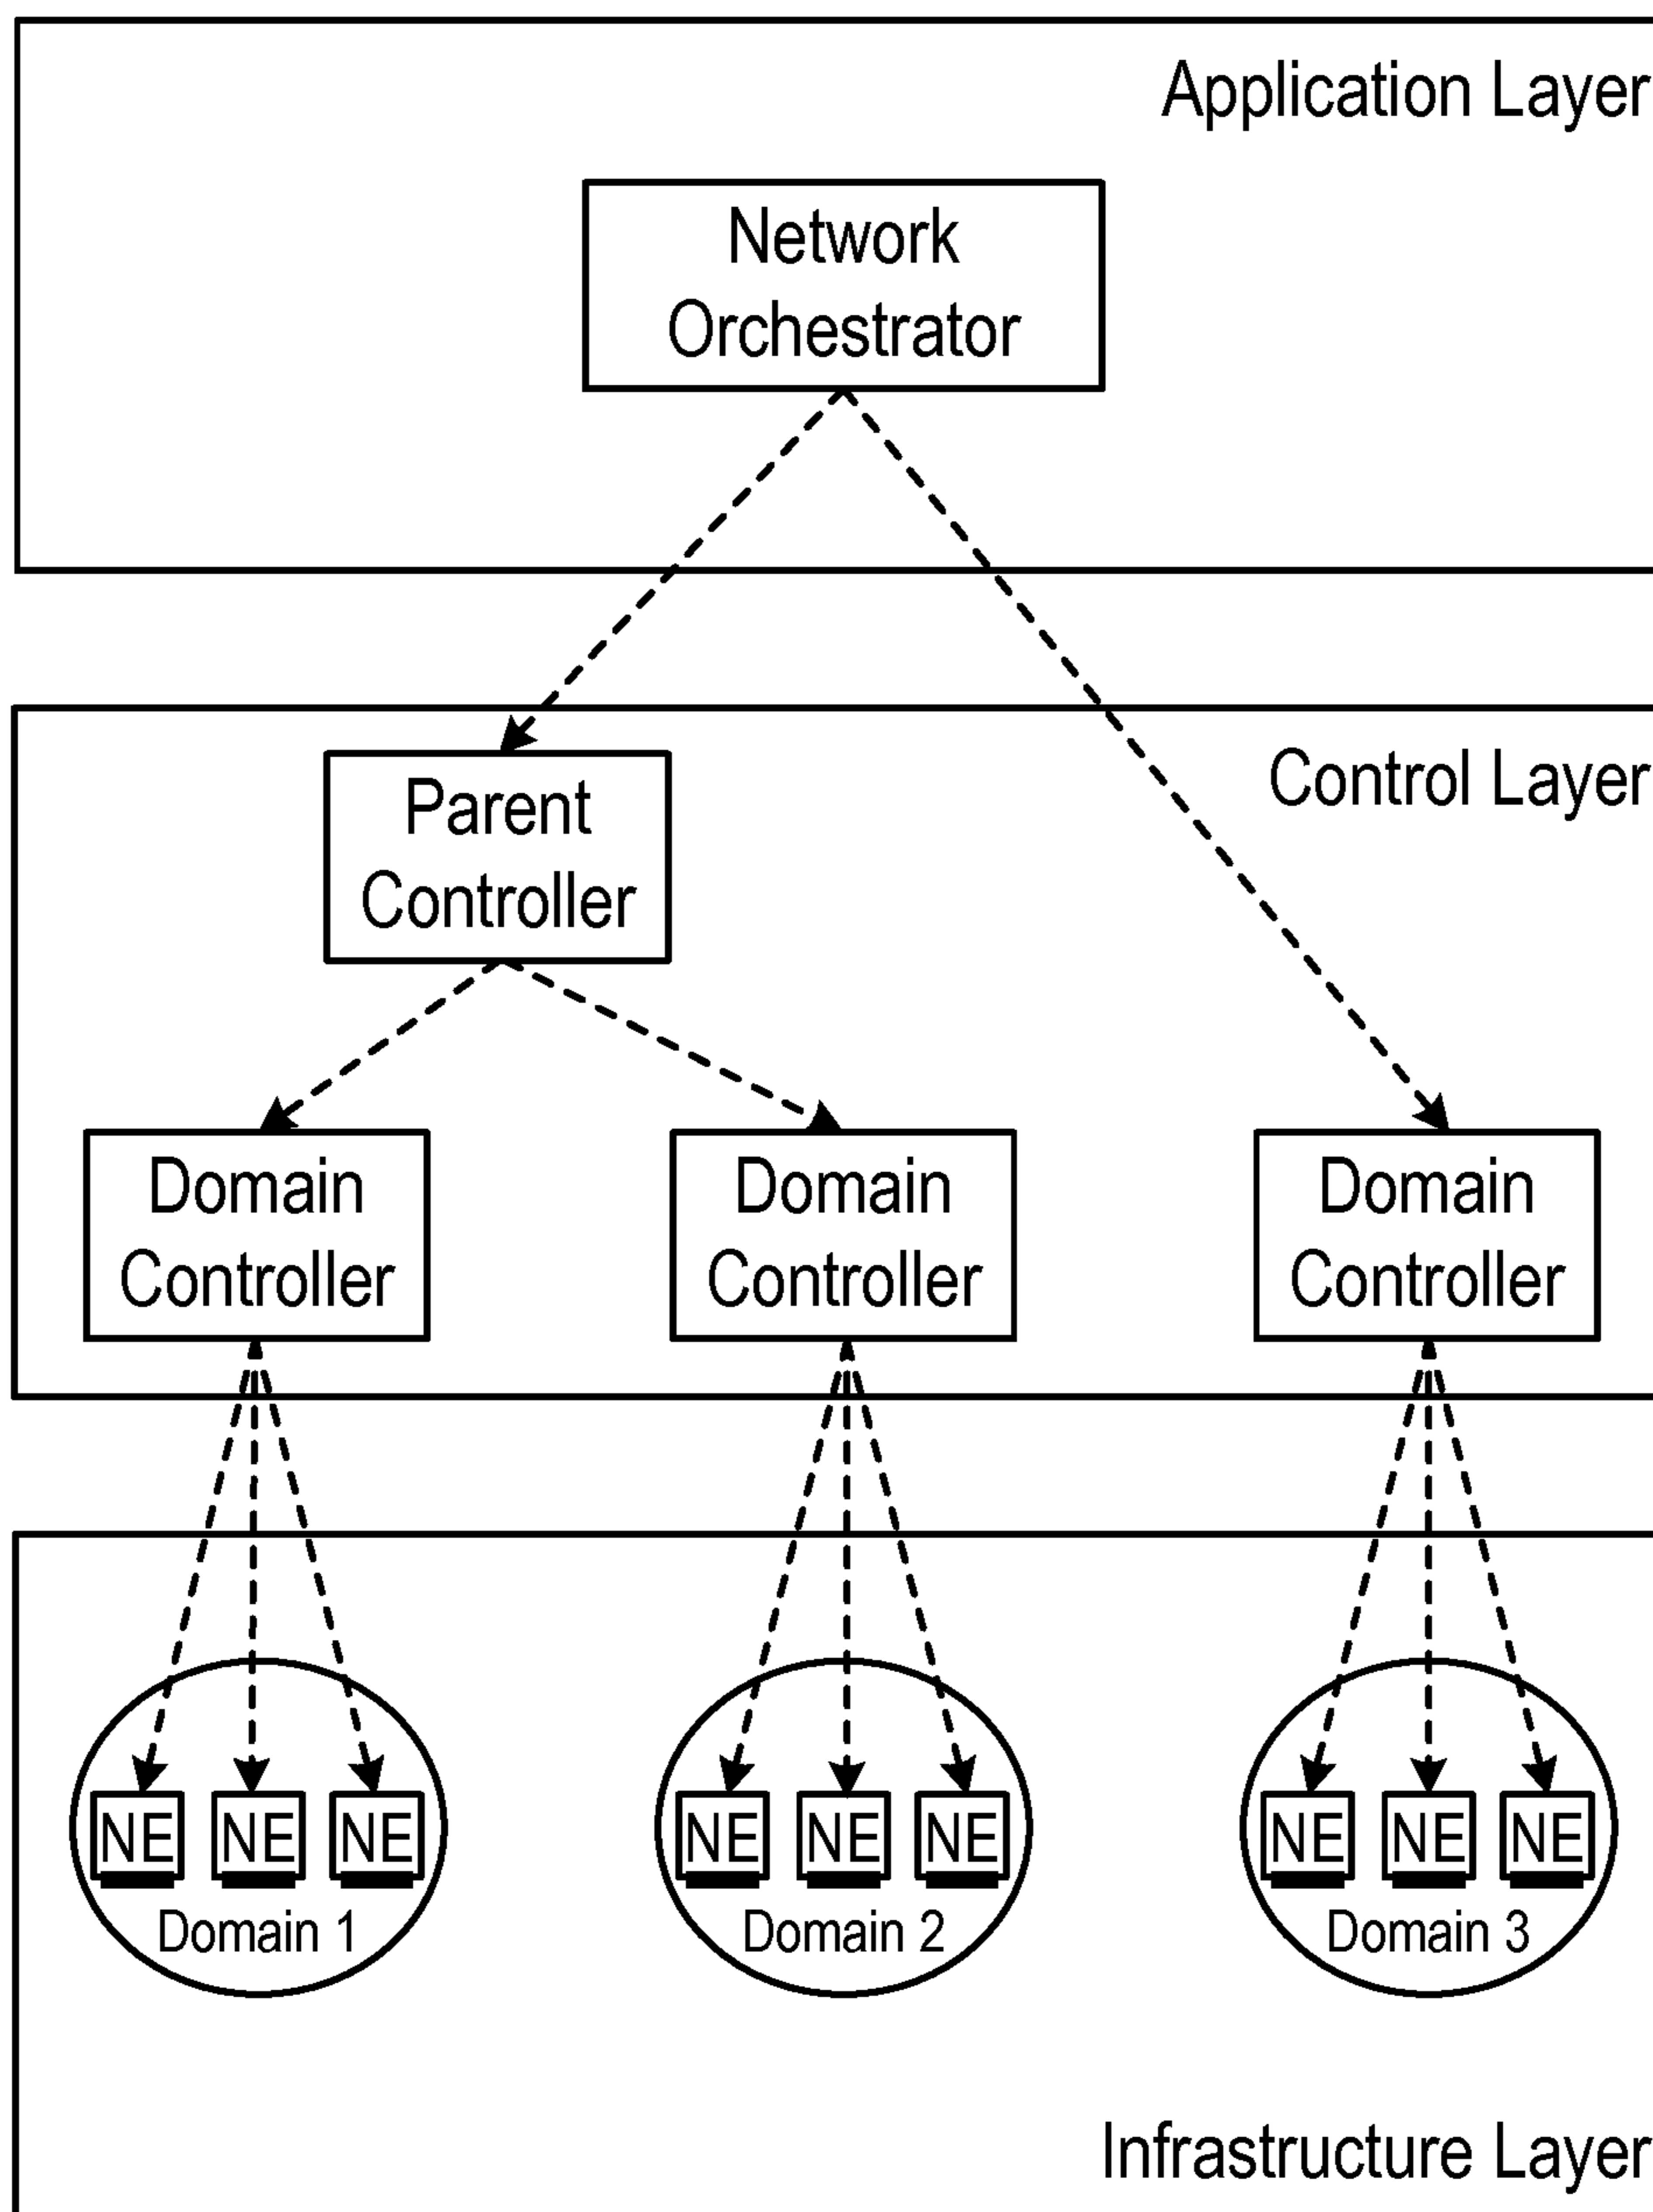 Application Layer
Network
Orchestrator
Control Layer
Parent
Controller
Domain
Controller
Domain
Controller
Domain
Controller
NE NE NE
Domain 1
NE NE NE
Domain 2
NE NE NE
Domain 3
Infrastructure Layer